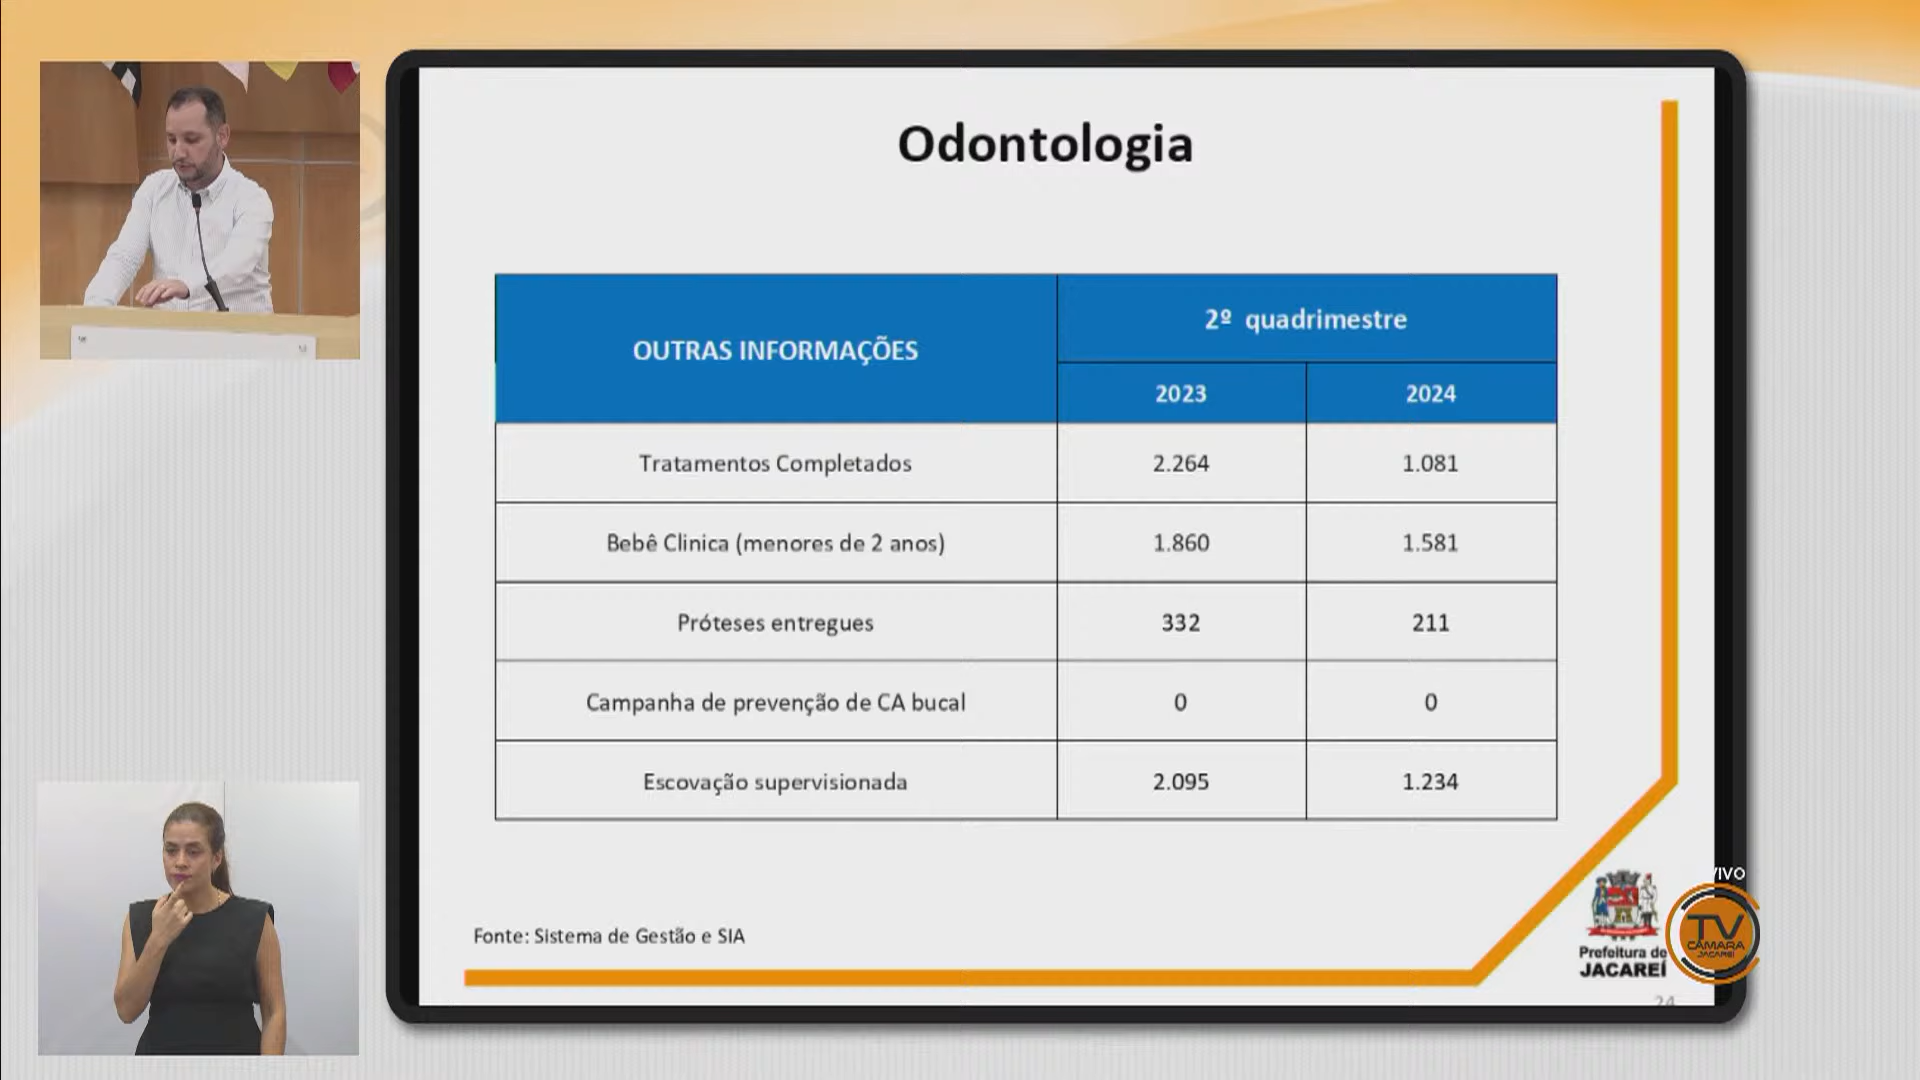 Odontologia
OUTRAS INFORMAÇÕES
2º quadrimestre
2023
2024
Tratamentos Completados
2.264
1.081
Bebê Clinica (menores de 2 anos)
1.860
1.581
Próteses entregues
332
211
Campanha de prevenção de CA bucal
0
0
Escovação supervisionada
2.095
1.234
Fonte: Sistema de Gestão e SIA
Prefeitura de
JACAREÍ
VIVO
TV
CÂMARA
JACAREÍ
24